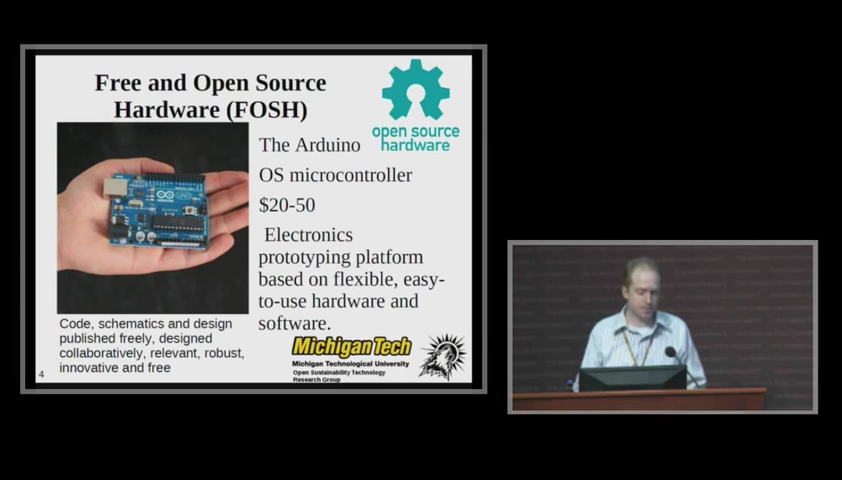 Free and Open Source
Hardware (FOSH)
open source
hardware
The Arduino
OS microcontroller
$20-50
Electronics
prototyping platform
based on flexible, easy-
to-use hardware and
software.
Code, schematics and design
published freely, designed
collaboratively, relevant, robust,
innovative and free
MichiganTech
Michigan Technological University
Open Sustainability Technology
Research Group
4